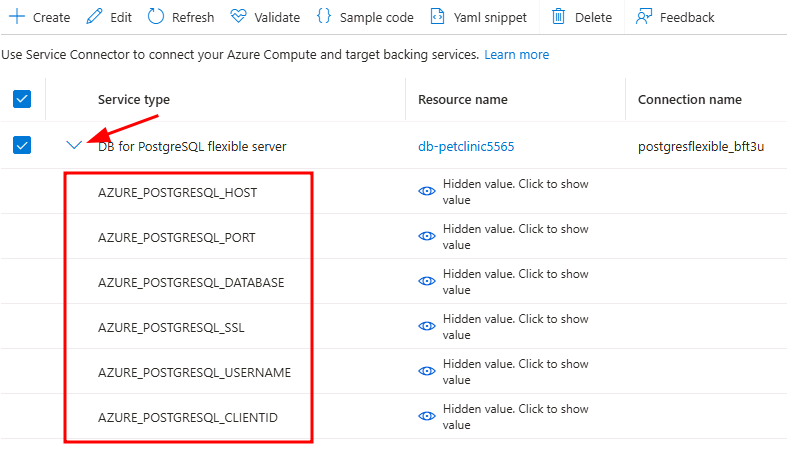 Create Edit Refresh Validate {} Sample code Yaml snippet Delete Feedback
Use Service Connector to connect your Azure Compute and target backing services. Learn more
Service type Resource name Connection name
DB for PostgreSQL flexible server db-petclinic5565 postgresflexible_bft3u
AZURE_POSTGRESQL_HOST Hidden value. Click to show
value
AZURE_POSTGRESQL_PORT Hidden value. Click to show
value
AZURE_POSTGRESQL_DATABASE Hidden value. Click to show
value
AZURE_POSTGRESQL_SSL Hidden value. Click to show
value
AZURE_POSTGRESQL_USERNAME Hidden value. Click to show
value
AZURE_POSTGRESQL_CLIENTID Hidden value. Click to show
value